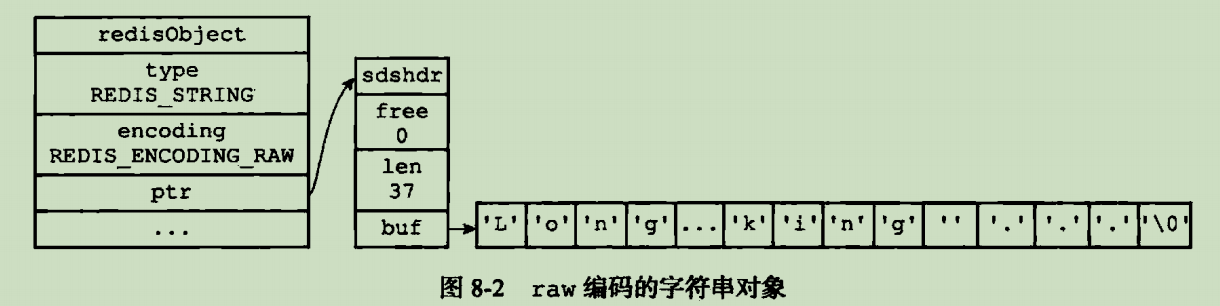 redisObject
type
REDIS_STRING
encoding
REDIS_ENCODING_RAW
ptr
...
sdshdr
free
0
len
37
buf
'L' 'o' 'n' 'g' ... 'k' 'i' 'n' 'g' ' ' '.' '.' '.' '\0'
图 8-2 raw 编码的字符串对象